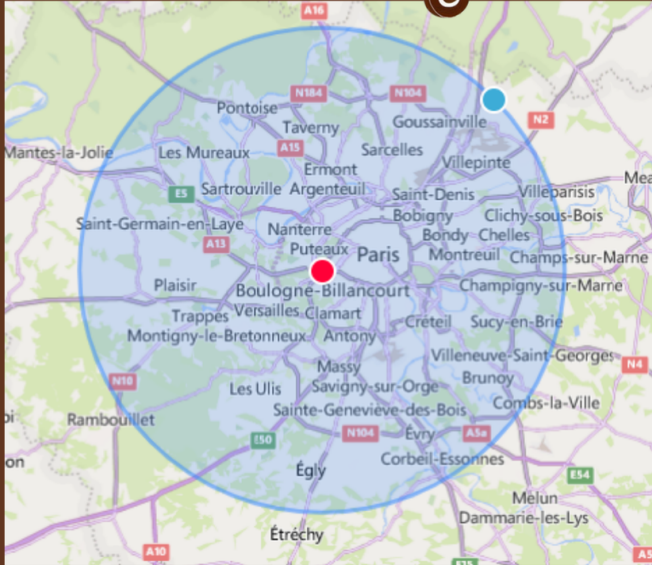 A16
N184
N104
Pontoise
Goussainville
N2
Taverny
Mantes-la-Jolie
Les Mureaux
A15
Sarcelles
Ermont
Villepinte
E5
Sartrouville
Argenteuil
Saint-Denis
Villeparisis
Saint-Germain-en-Laye
Bobigny
Clichy-sous-Bois
Nanterre
Bondy
Chelles
A13
Puteaux
Paris
Montreuil
Champs-sur-Marne
Plaisir
Boulogne-Billancourt
Champigny-sur-Marne
Trappes
Versailles
Clamart
Créteil
Sucy-en-Brie
Montigny-le-Bretonneux
Antony
Villeneuve-Saint-Georges
N4
Massy
N10
Les Ulis
Savigny-sur-Orge
Brunoy
Combs-la-Ville
Rambouillet
Sainte-Geneviève-des-Bois
E50
N104
Évry
A5a
Corbeil-Essonnes
Égly
E54
Melun
Dammarie-les-Lys
Étréchy
A10